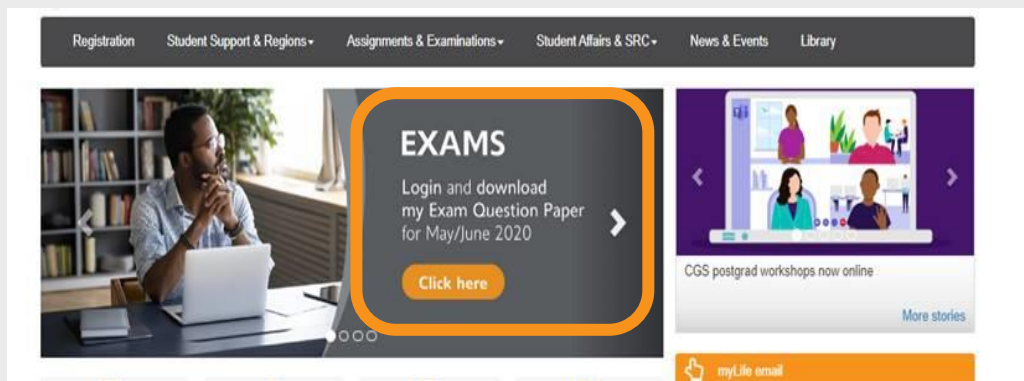 Registration Student Support & Regions Assignments & Examinations Student Affairs & SRC News & Events Library
EXAMS
Login and download
my Exam Question Paper
for May/June 2020
Click here
CGS postgrad workshops now online
More stories
myLife email